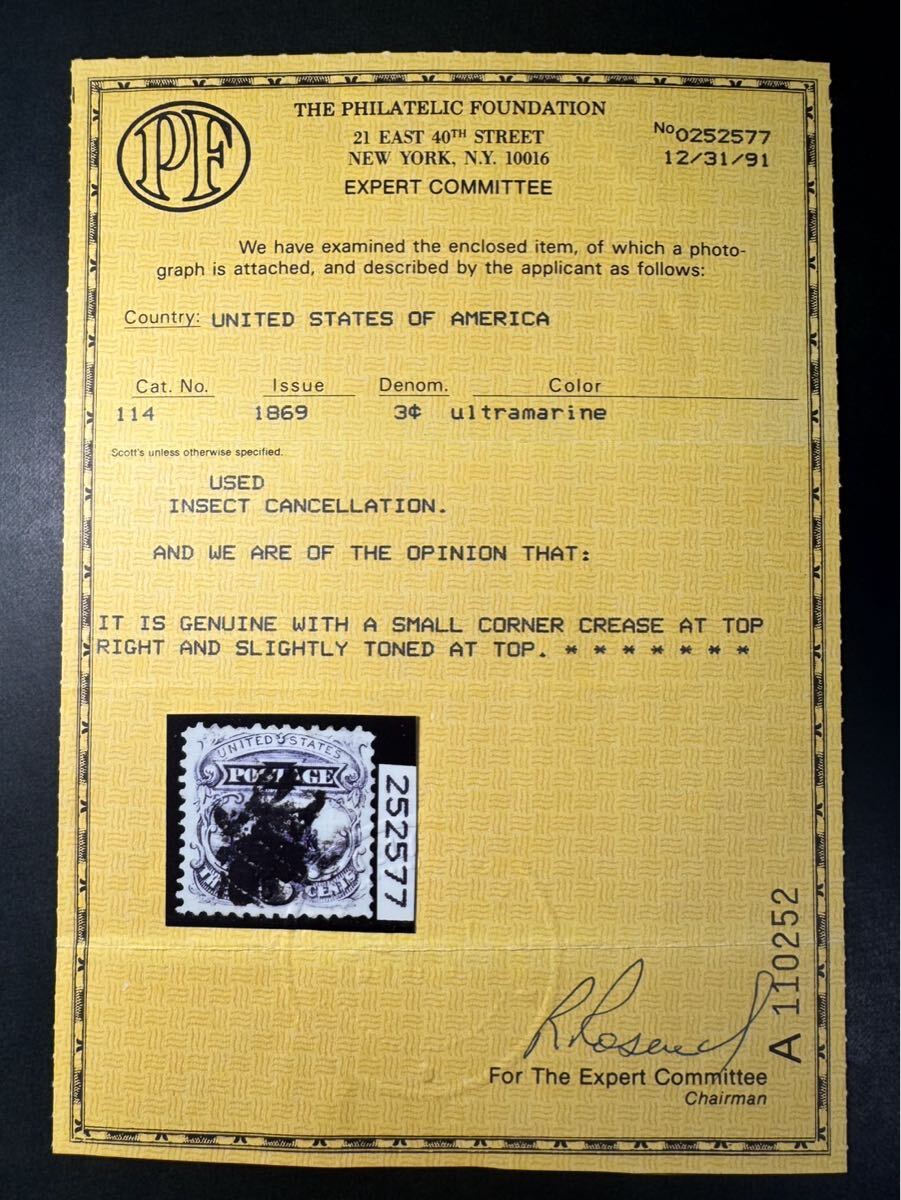 PF
THE PHILATELIC FOUNDATION
21 EAST 40TH STREET
NEW YORK, N.Y. 10016
EXPERT COMMITTEE
No 0252577
12/31/91
We have examined the enclosed item, of which a photo-
graph is attached, and described by the applicant as follows:
Country: UNITED STATES OF AMERICA
Cat. No. Issue Denom. Color
114 1869 3¢ ultramarine
Scott's unless otherwise specified.
USED
INSECT CANCELLATION.
AND WE ARE OF THE OPINION THAT:
IT IS GENUINE WITH A SMALL CORNER CREASE AT TOP
RIGHT AND SLIGHTLY TONED AT TOP. * * * * * * *
UNITED STATES
POSTAGE
252577
A 110252
For The Expert Committee
Chairman